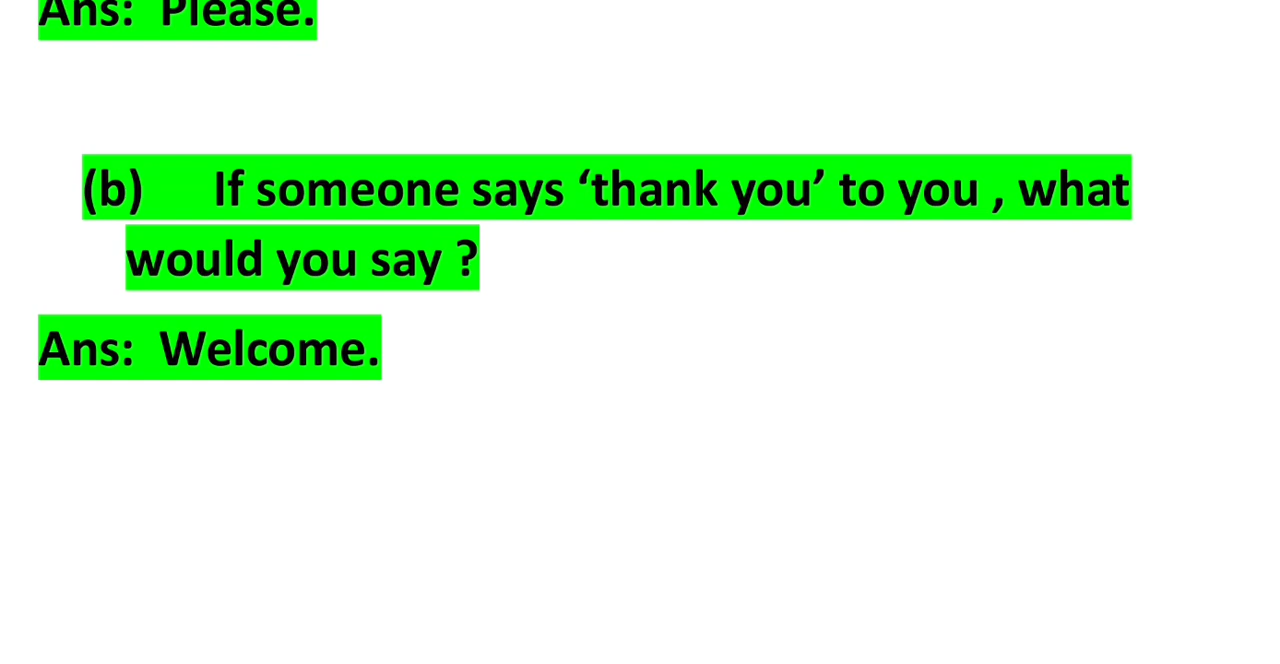 Ans: Please.
(b) If someone says ‘thank you’ to you , what
would you say ?
Ans: Welcome.